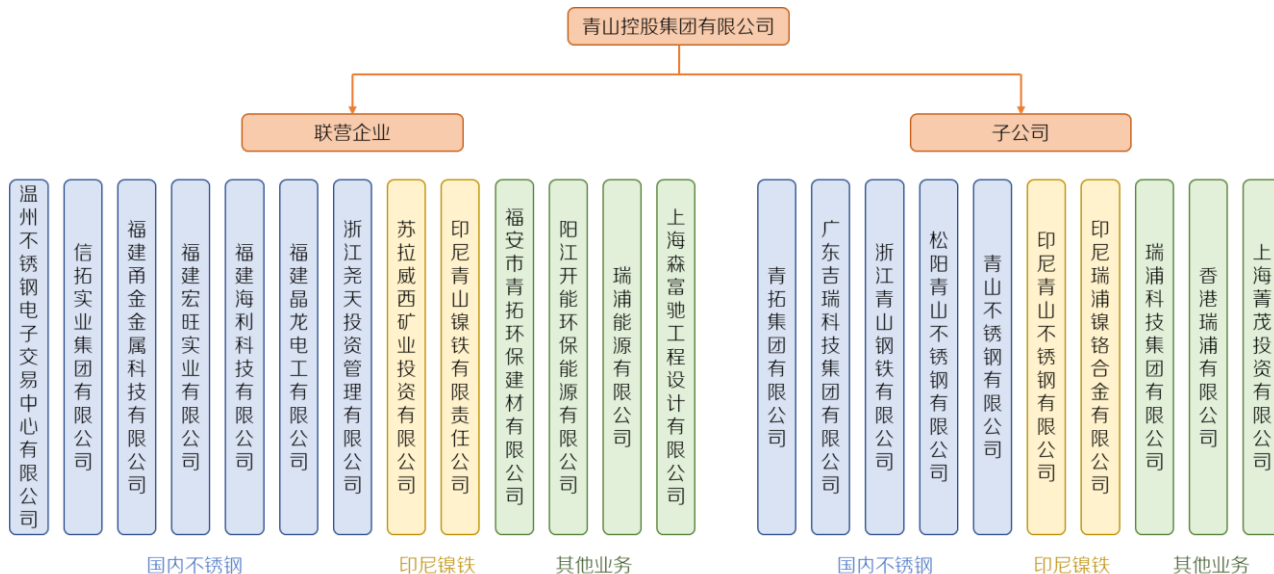 青山控股集团有限公司
联营企业
子公司
温州不锈钢电子交易中心有限公司
信拓实业集团有限公司
福建甬金金属科技有限公司
福建宏旺实业有限公司
福建海利科技有限公司
福建晶龙电工有限公司
浙江尧天投资管理有限公司
苏拉威西矿业投资有限公司
印尼青山镍铁有限责任公司
福安市青拓环保建材有限公司
阳江开能环保能源有限公司
瑞浦能源有限公司
上海森富驰工程设计有限公司
青拓集团有限公司
广东吉瑞科技集团有限公司
浙江青山钢铁有限公司
松阳青山不锈钢有限公司
青山不锈钢有限公司
印尼青山不锈钢有限公司
印尼瑞浦镍铬合金有限公司
瑞浦科技集团有限公司
香港瑞浦有限公司
上海菁茂投资有限公司
国内不锈钢
印尼镍铁
其他业务
国内不锈钢
印尼镍铁
其他业务